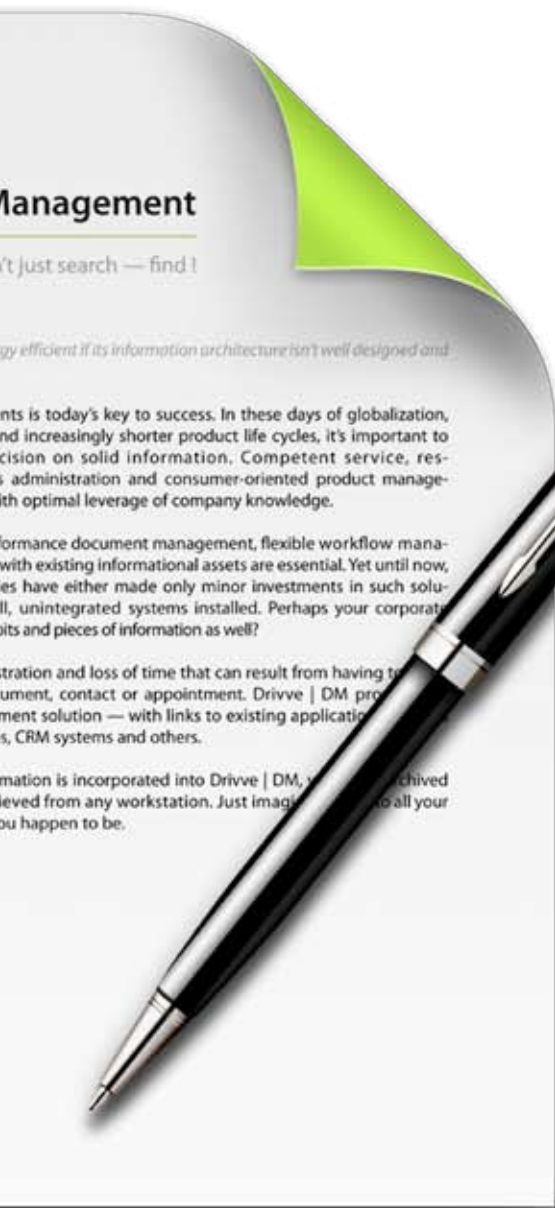 Management
't just search — find !
gy efficient if its information architecture isn't well designed and
nts is today's key to success. In these days of globalization,
nd increasingly shorter product life cycles, it's important to
cision on solid information. Competent service, res-
s administration and consumer-oriented product manage-
ith optimal leverage of company knowledge.
formance document management, flexible workflow mana-
with existing informational assets are essential. Yet until now,
ies have either made only minor investments in such solu-
ll, unintegrated systems installed. Perhaps your corporate
bits and pieces of information as well?
stration and loss of time that can result from having to
ument, contact or appointment. Drivve | DM pro
ment solution — with links to existing applicatio
s, CRM systems and others.
mation is incorporated into Drivve | DM, chived
ieved from any workstation. Just imagi o all your
ou happen to be.